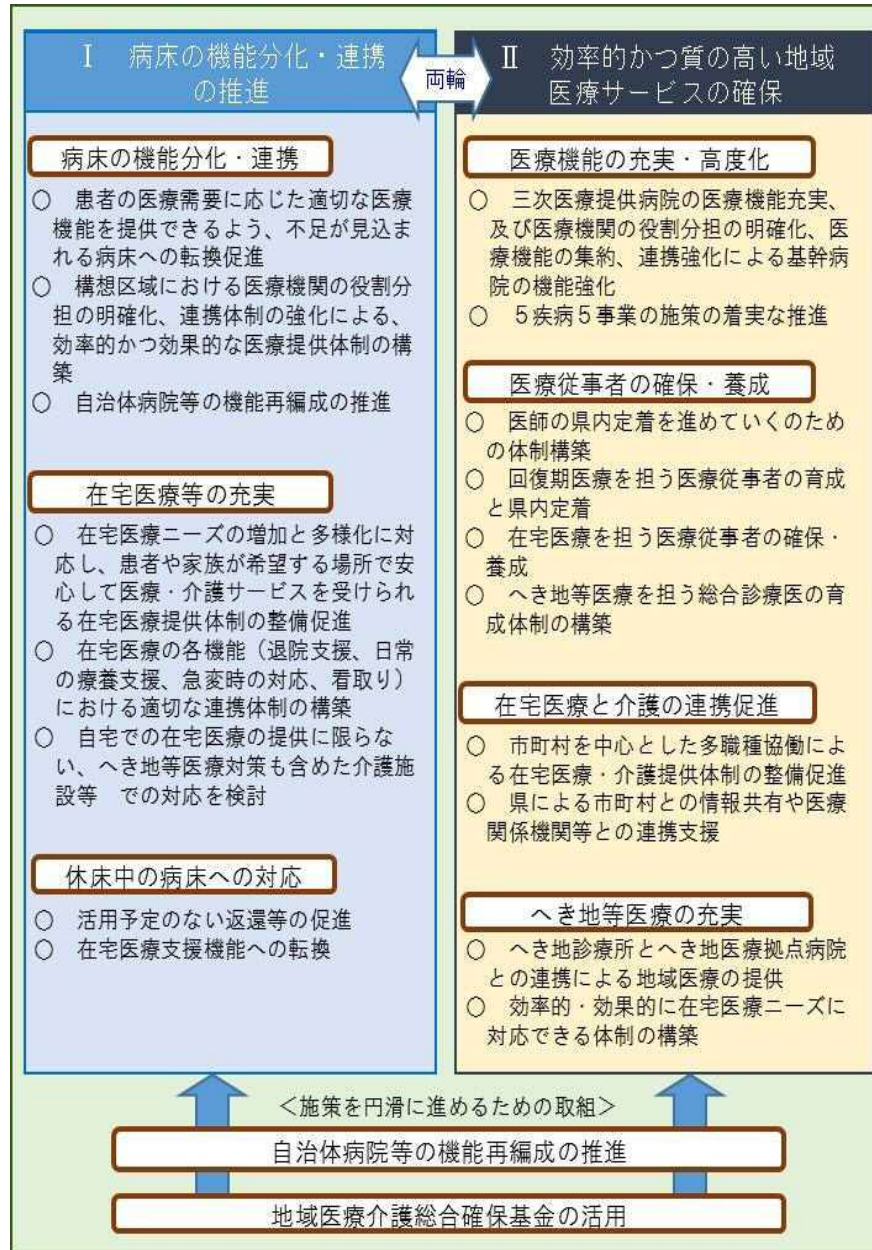 Ⅰ 病床の機能分化・連携
の推進
両輪
Ⅱ 効率的かつ質の高い地域
医療サービスの確保
病床の機能分化・連携
○ 患者の医療需要に応じた適切な医療
機能を提供できるよう、不足が見込ま
れる病床への転換促進
○ 構想区域における医療機関の役割分
担の明確化、連携体制の強化による、
効率的かつ効果的な医療提供体制の構
築
○ 自治体病院等の機能再編成の推進
在宅医療等の充実
○ 在宅医療ニーズの増加と多様化に対
応し、患者や家族が希望する場所で安
心して医療・介護サービスを受けられ
る在宅医療提供体制の整備促進
○ 在宅医療の各機能（退院支援、日常
の療養支援、急変時の対応、看取り）
における適切な連携体制の構築
○ 自宅での在宅医療の提供に限らな
い、へき地等医療対策も含めた介護施
設等 での対応を検討
休床中の病床への対応
○ 活用予定のない返還等の促進
○ 在宅医療支援機能への転換
医療機能の充実・高度化
○ 三次医療提供病院の医療機能充実、
及び医療機関の役割分担の明確化、医
療機能の集約、連携強化による基幹病
院の機能強化
○ ５疾病５事業の施策の着実な推進
医療従事者の確保・養成
○ 医師の県内定着を進めていくのため
の体制構築
○ 回復期医療を担う医療従事者の育成
と県内定着
○ 在宅医療を担う医療従事者の確保・
養成
○ へき地等医療を担う総合診療医の育
成体制の構築
在宅医療と介護の連携促進
○ 市町村を中心とした多職種協働によ
る在宅医療・介護提供体制の整備促進
○ 県による市町村との情報共有や医療
関係機関等との連携支援
へき地等医療の充実
○ へき地診療所とへき地医療拠点病院
との連携による地域医療の提供
○ 効率的・効果的に在宅医療ニーズに
対応できる体制の構築
＜施策を円滑に進めるための取組＞
自治体病院等の機能再編成の推進
地域医療介護総合確保基金の活用